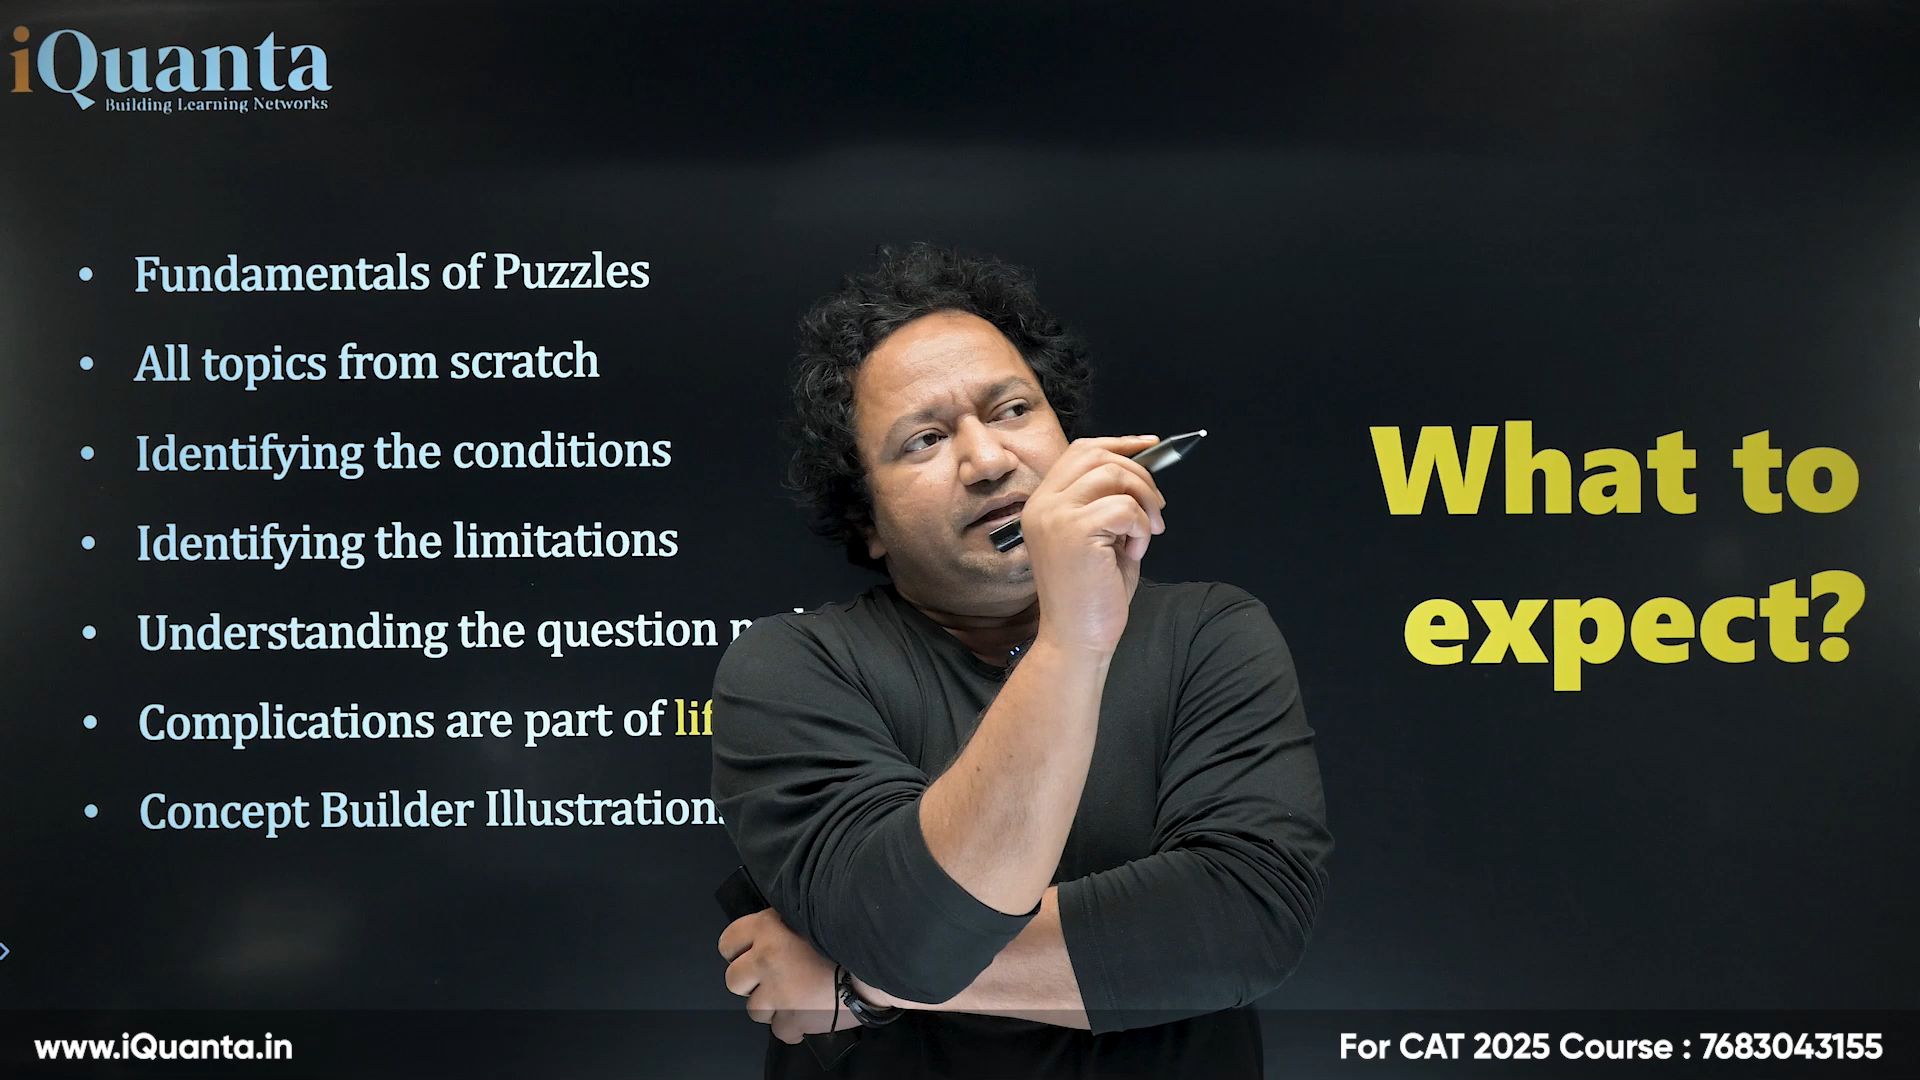 iQuanta
Building Learning Networks
• Fundamentals of Puzzles
• All topics from scratch
• Identifying the conditions
• Identifying the limitations
• Understanding the question
• Complications are part of
• Concept Builder Illustrations
What to
expect?
www.iQuanta.in
For CAT 2025 Course : 7683043155